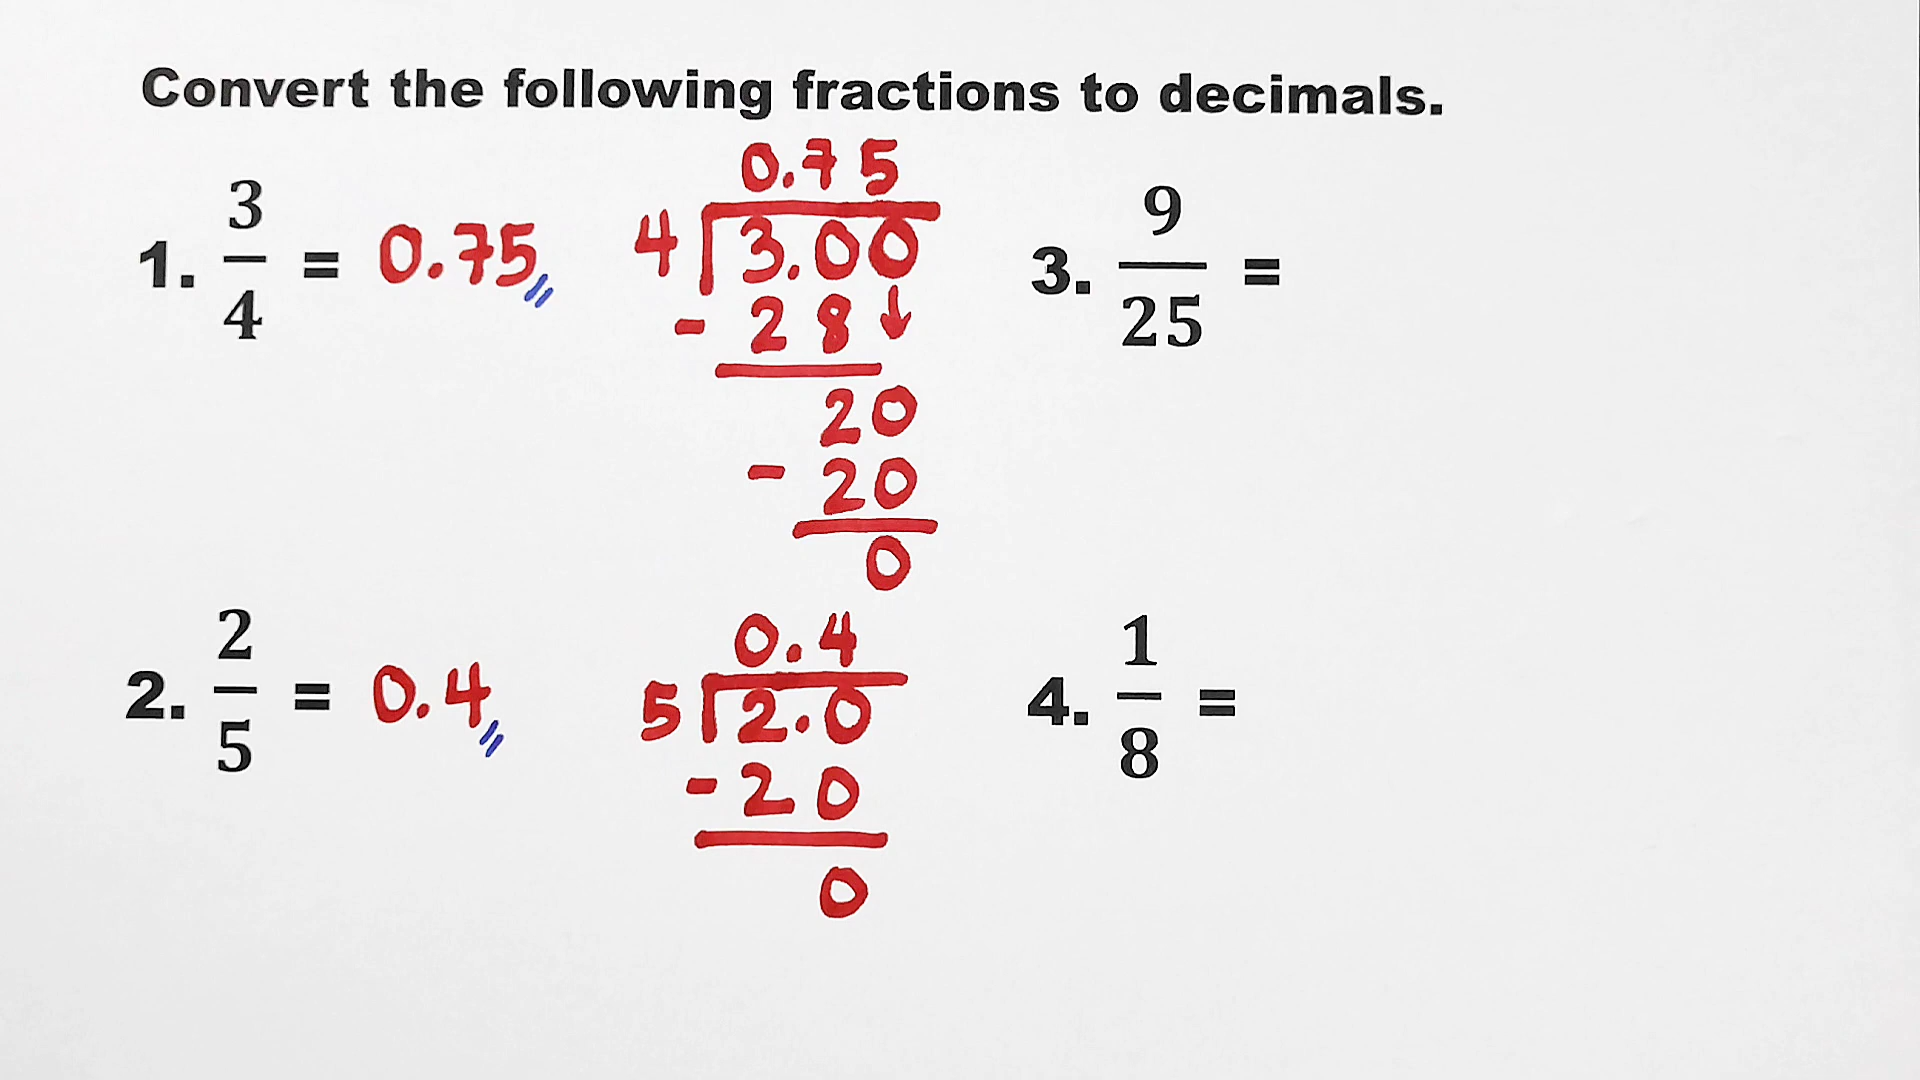 Convert the following fractions to decimals.
1. 3/4 = 0.75
0.75
4 3.00
- 28↓
20
- 20
0
2. 2/5 = 0.4
0.4
5 2.0
- 20
0
3. 9/25 =
4. 1/8 =